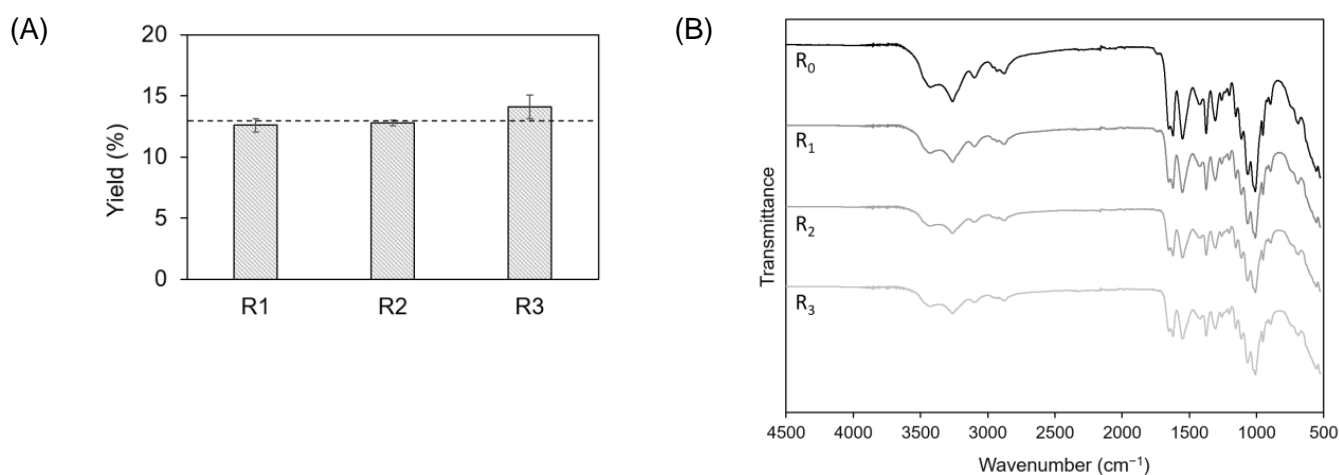 (A)
20
15
10
5
0
Yield (%)
R1 R2 R3
(B)
R0
R1
R2
R3
Transmittance
4500 4000 3500 3000 2500 2000 1500 1000 500
Wavenumber (cm⁻¹)